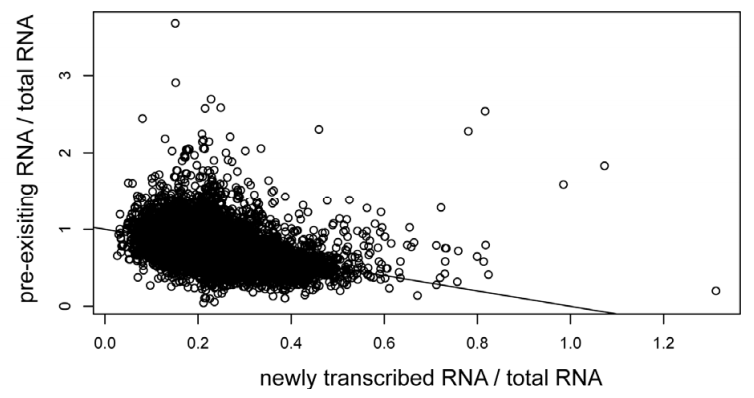 pre-exisiting RNA / total RNA
3
2
1
0
0.0 0.2 0.4 0.6 0.8 1.0 1.2
newly transcribed RNA / total RNA